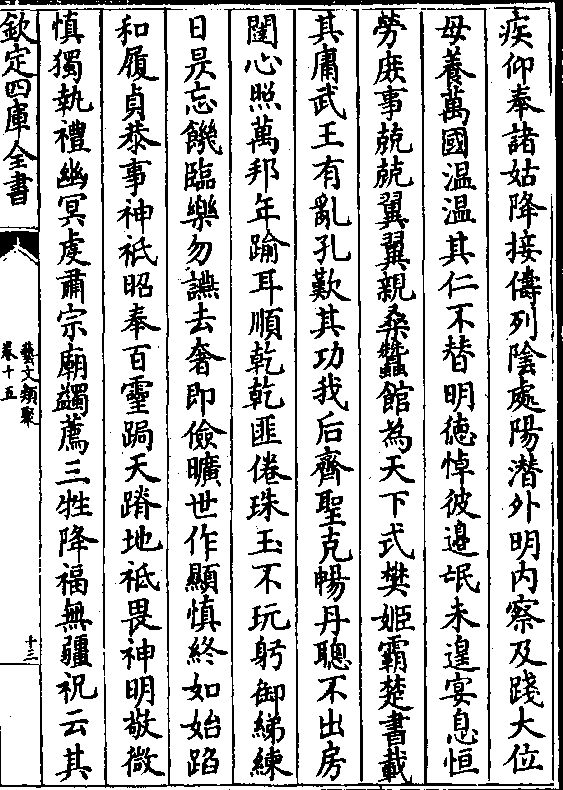 疾仰奉諸姑降接儔列陰處陽潛外明內察及踐大位
母養萬國温温其仁不替明徳悼彼邉氓未遑宴息恒
勞庻事兢兢翼翼親桑蠶館為天下式樊姬霸楚書載
其庸武王有亂孔歎其功我后齊聖克暢丹聰不出房
闥心照萬邦年踰耳順乾乾匪倦珠玉不玩躬御綈練
日昃忘饑臨樂勿讌去奢即儉曠世作顯慎終如始蹈
和履貞恭事神祇昭奉百靈跼天蹐地祗畏神明敬微
慎獨執禮幽冥虔肅宗廟蠲薦三牲降福無疆祝云其
欽定四庫全書
藝文類聚
卷十五
十三